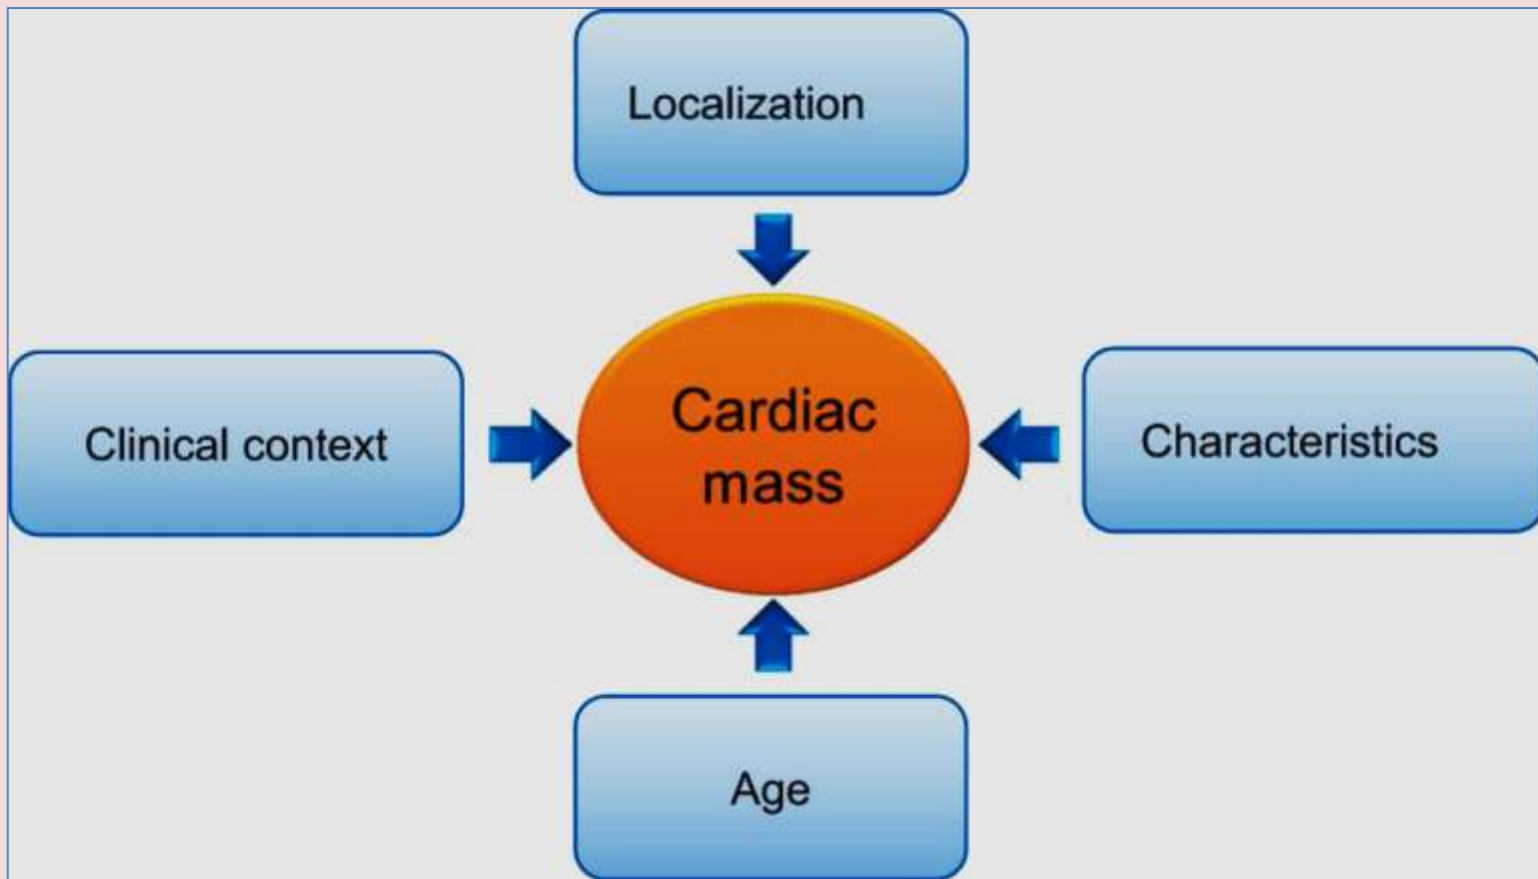 Localization
Clinical context
Cardiac
mass
Characteristics
Age